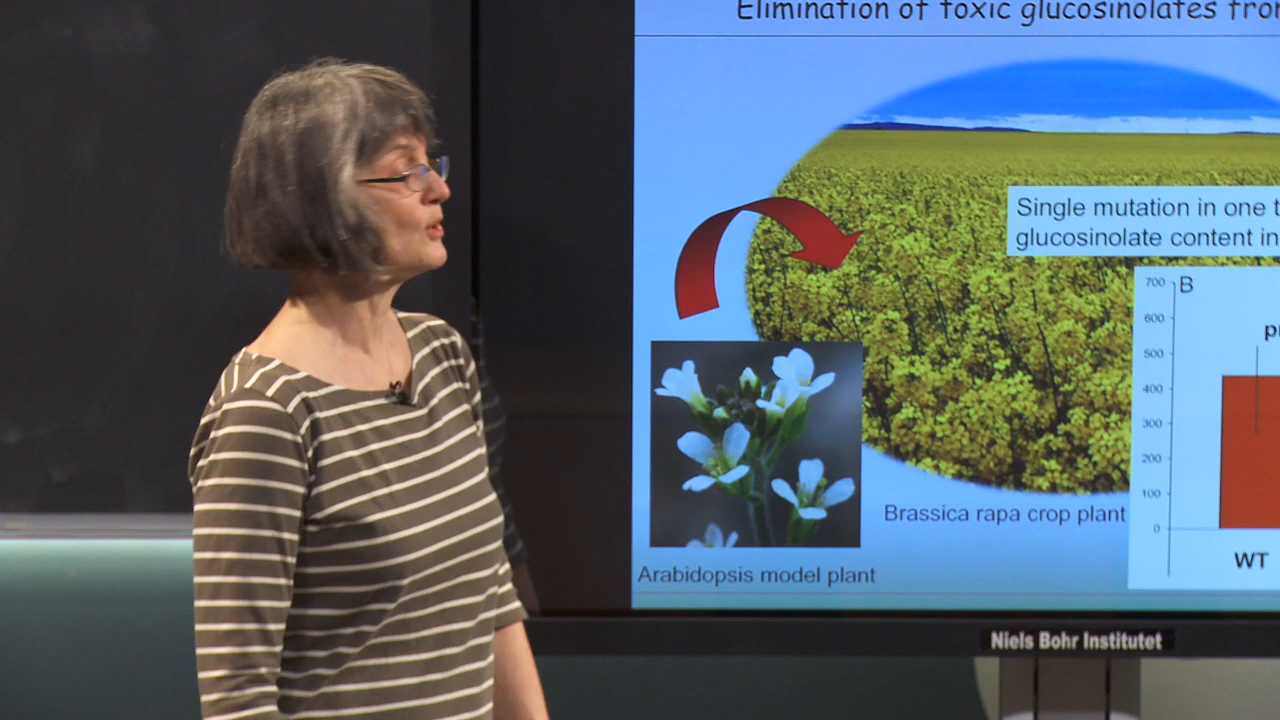 Elimination of toxic glucosinolates from
Single mutation in one
glucosinolate content in
700
B
600
500
400
300
200
100
0
WT
Brassica rapa crop plant
Arabidopsis model plant
Niels Bohr Institutet